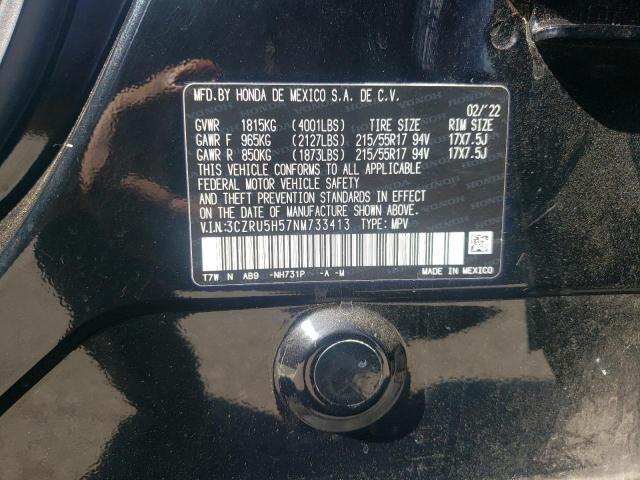 MFD.BY HONDA DE MEXICO S.A. DE C.V.
02/'22
GVWR 1815KG (4001LBS) TIRE SIZE RIM SIZE
GAWR F 965KG (2127LBS) 215/55R17 94V 17X7.5J
GAWR R 850KG (1873LBS) 215/55R17 94V 17X7.5J
THIS VEHICLE CONFORMS TO ALL APPLICABLE
FEDERAL MOTOR VEHICLE SAFETY
AND THEFT PREVENTION STANDARDS IN EFFECT
ON THE DATE OF MANUFACTURE SHOWN ABOVE.
V.I.N:3CZRU5H57NM733413 TYPE: MPV
T7W N AB9 -NH731P -A -M MADE IN MEXICO